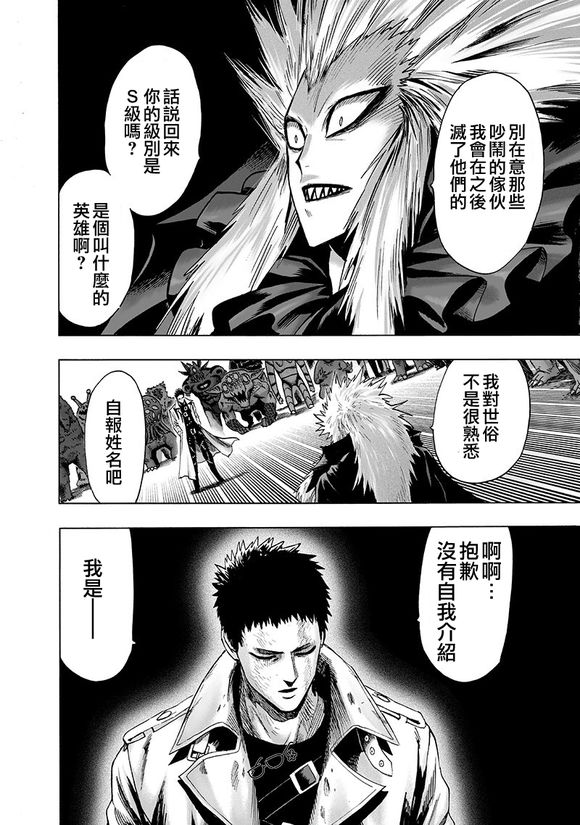 別在意那些
吵鬧的傢伙
我會在之後
滅了他們的
話說回來
你的級別是
S級嗎?
是個叫什麼的
英雄啊?
我對世俗
不是很熟悉
自報姓名吧
啊啊…
抱歉
沒有自我介紹
我是——